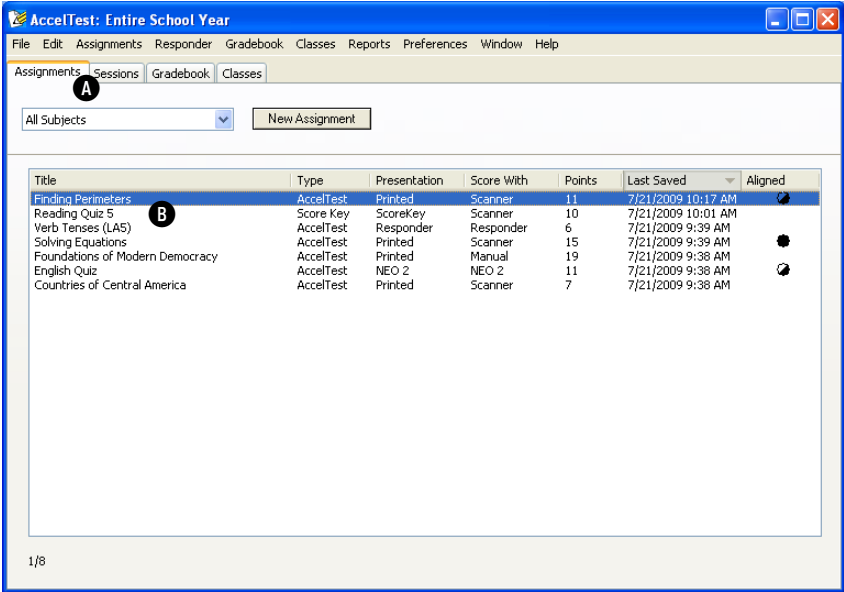 AccelTest: Entire School Year
File Edit Assignments Responder Gradebook Classes Reports Preferences Window Help
Assignments Sessions Gradebook Classes
A
All Subjects New Assignment
Title Type Presentation Score With Points Last Saved Aligned
Finding Perimeters AccelTest Printed Scanner 11 7/21/2009 10:17 AM
Reading Quiz 5 B Score Key ScoreKey Scanner 10 7/21/2009 10:01 AM
Verb Tenses (LA5) AccelTest Responder Responder 6 7/21/2009 9:39 AM
Solving Equations AccelTest Printed Scanner 15 7/21/2009 9:39 AM
Foundations of Modern Democracy AccelTest Printed Manual 19 7/21/2009 9:38 AM
English Quiz AccelTest NEO 2 NEO 2 11 7/21/2009 9:38 AM
Countries of Central America AccelTest Printed Scanner 7 7/21/2009 9:38 AM
1/8